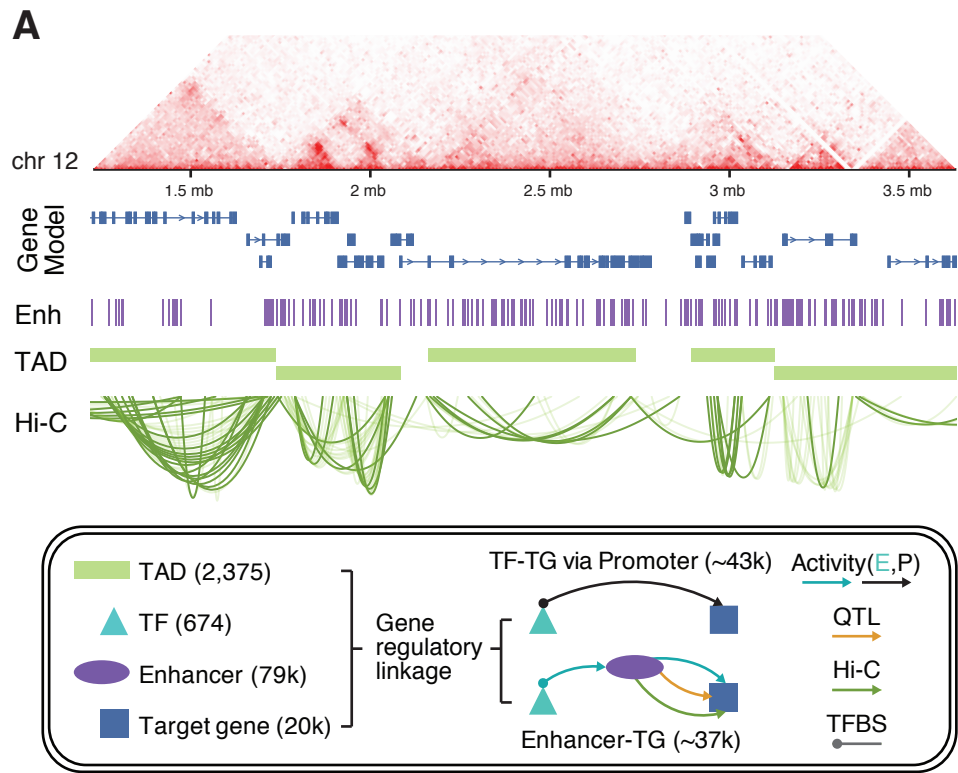 A
chr 12
1.5 mb 2 mb 2.5 mb 3 mb 3.5 mb
Gene
Model
Enh
TAD
Hi-C
TAD (2,375)
TF (674)
Enhancer (79k)
Target gene (20k)
Gene
regulatory
linkage
TF-TG via Promoter (~43k)
Enhancer-TG (~37k)
Activity(E,P)
QTL
Hi-C
TFBS